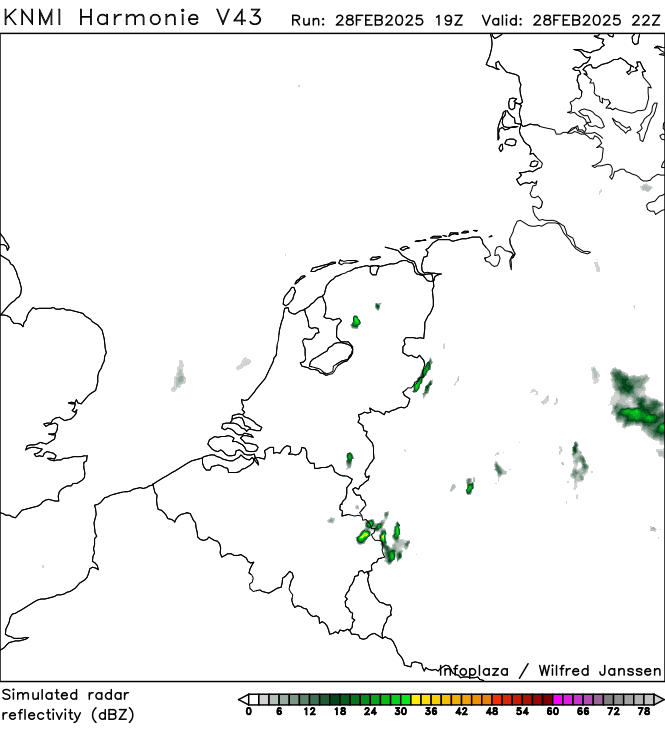 KNMI Harmonie V43 Run: 28FEB2025 19Z Valid: 28FEB2025 22Z
infoplaza / Wilfred Janssen
Simulated radar
reflectivity (dBZ)
0 6 12 18 24 30 36 42 48 54 60 66 72 78